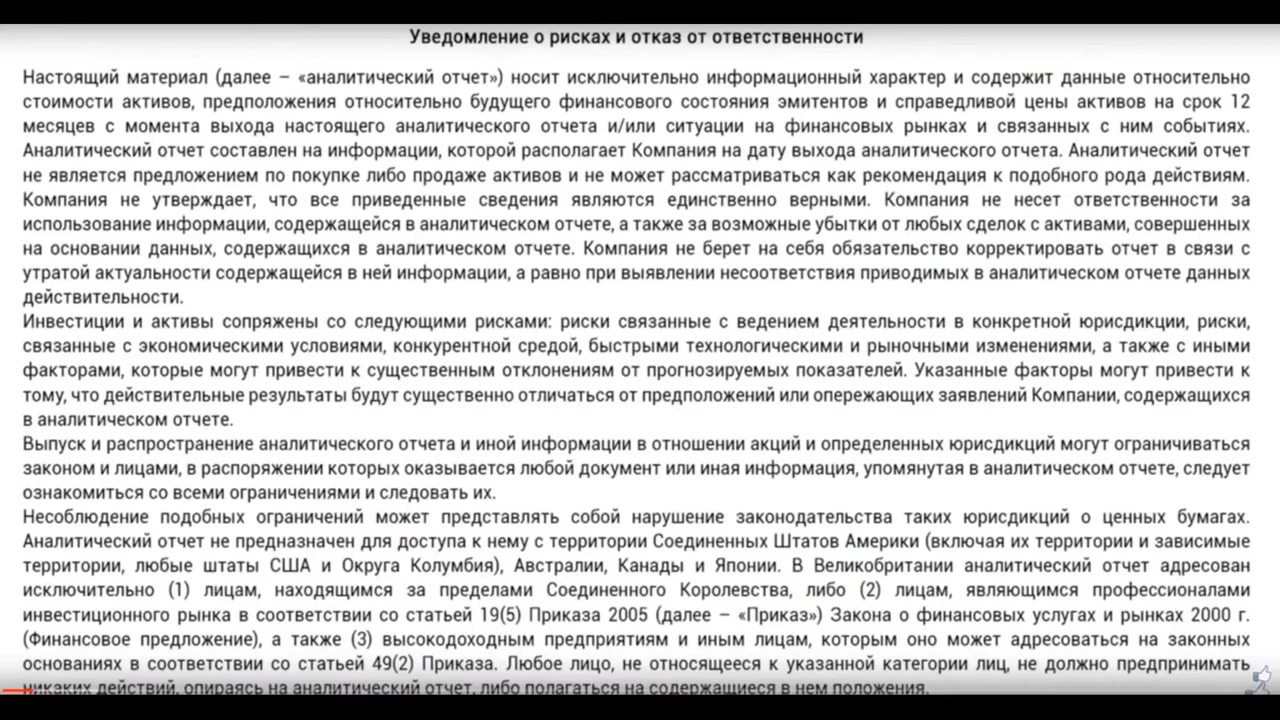 Уведомление о рисках и отказ от ответственности
Настоящий материал (далее – «аналитический отчет») носит исключительно информационный характер и содержит данные относительно
стоимости активов, предположения относительно будущего финансового состояния эмитентов и справедливой цены активов на срок 12
месяцев с момента выхода настоящего аналитического отчета и/или ситуации на финансовых рынках и связанных с ним событиях.
Аналитический отчет составлен на информации, которой располагает Компания на дату выхода аналитического отчета. Аналитический отчет
не является предложением по покупке либо продаже активов и не может рассматриваться как рекомендация к подобного рода действиям.
Компания не утверждает, что все приведенные сведения являются единственно верными. Компания не несет ответственности за
использование информации, содержащейся в аналитическом отчете, а также за возможные убытки от любых сделок с активами, совершенных
на основании данных, содержащихся в аналитическом отчете. Компания не берет на себя обязательство корректировать отчет в связи с
утратой актуальности содержащейся в ней информации, а равно при выявлении несоответствия приводимых в аналитическом отчете данных
действительности.
Инвестиции и активы сопряжены со следующими рисками: риски связанные с ведением деятельности в конкретной юрисдикции, риски,
связанные с экономическими условиями, конкурентной средой, быстрыми технологическими и рыночными изменениями, а также с иными
факторами, которые могут привести к существенным отклонениям от прогнозируемых показателей. Указанные факторы могут привести к
тому, что действительные результаты будут существенно отличаться от предположений или опережающих заявлений Компании, содержащихся
в аналитическом отчете.
Выпуск и распространение аналитического отчета и иной информации в отношении акций и определенных юрисдикций могут ограничиваться
законом и лицами, в распоряжении которых оказывается любой документ или иная информация, упомянутая в аналитическом отчете, следует
ознакомиться со всеми ограничениями и следовать их.
Несоблюдение подобных ограничений может представлять собой нарушение законодательства таких юрисдикций о ценных бумагах.
Аналитический отчет не предназначен для доступа к нему с территории Соединенных Штатов Америки (включая их территории и зависимые
территории, любые штаты США и Округа Колумбия), Австралии, Канады и Японии. В Великобритании аналитический отчет адресован
исключительно (1) лицам, находящимся за пределами Соединенного Королевства, либо (2) лицам, являющимся профессионалами
инвестиционного рынка в соответствии со статьей 19(5) Приказа 2005 (далее – «Приказ») Закона о финансовых услугах и рынках 2000 г.
(Финансовое предложение), а также (3) высокодоходным предприятиям и иным лицам, которым оно может адресоваться на законных
основаниях в соответствии со статьей 49(2) Приказа. Любое лицо, не относящееся к указанной категории лиц, не должно предпринимать
никаких действий, опираясь на аналитический отчет, либо полагаться на содержащиеся в нем положения.